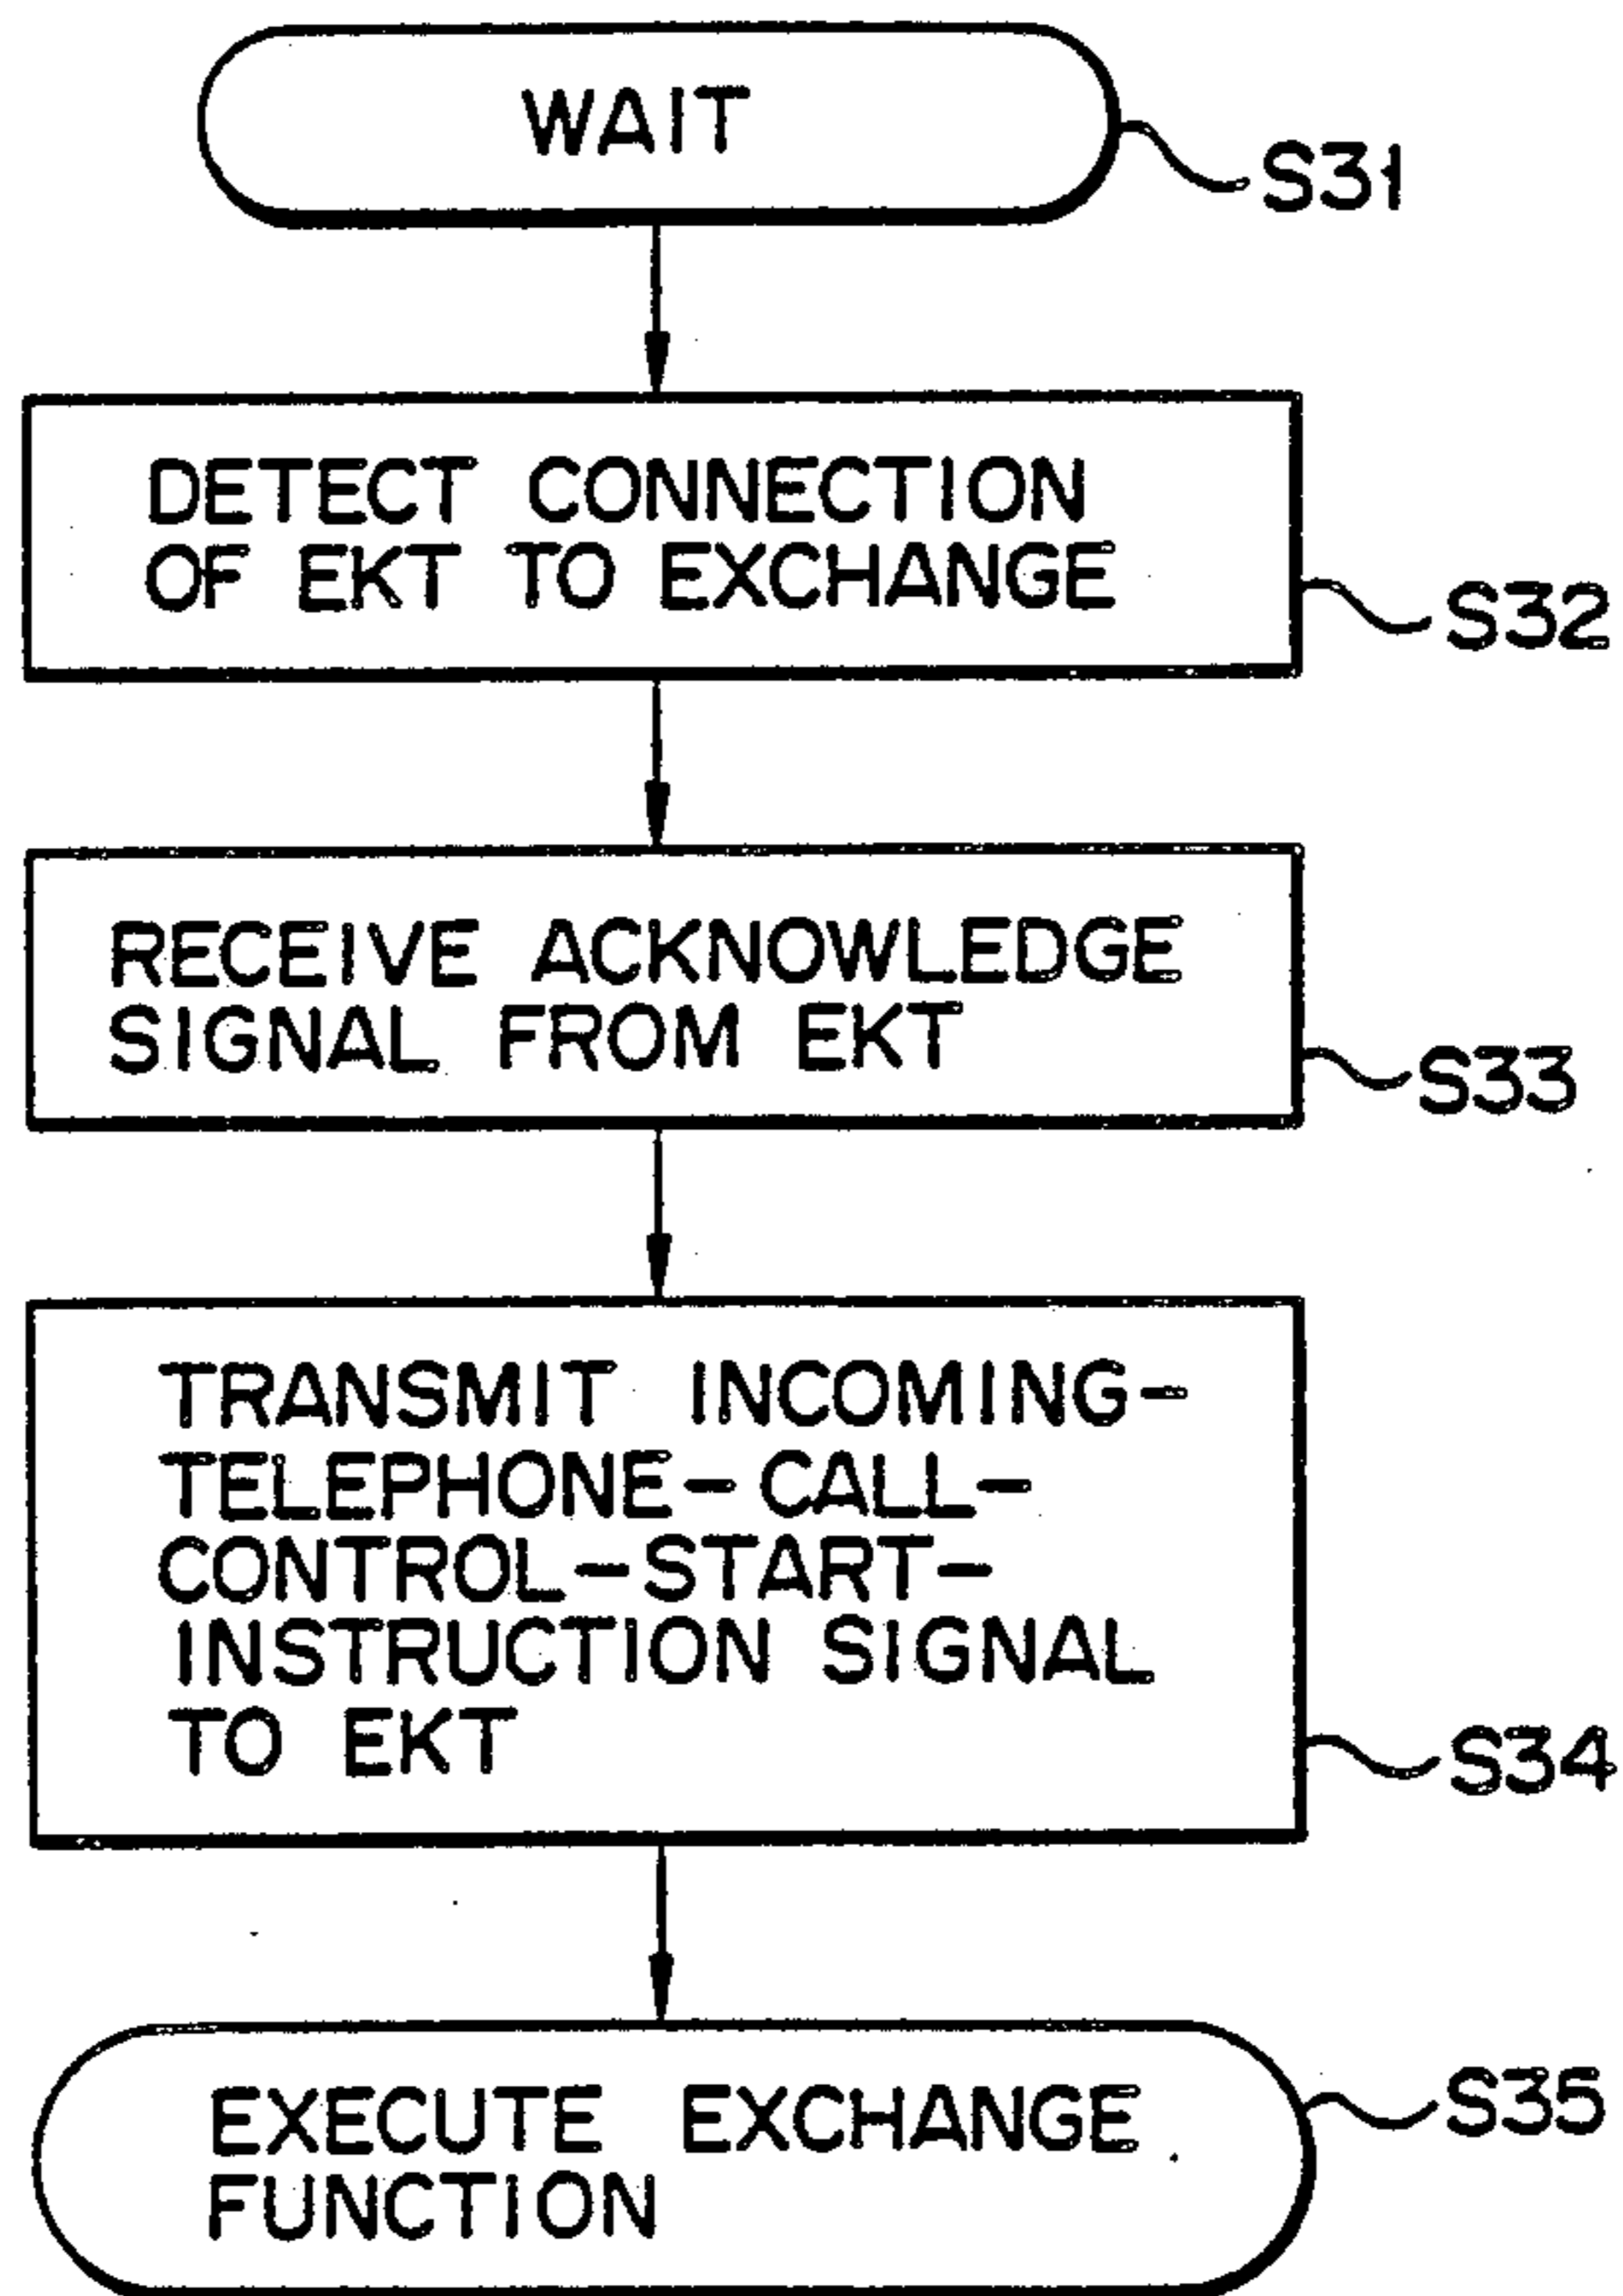 WAIT
S31
DETECT CONNECTION
OF EKT TO EXCHANGE
S32
RECEIVE ACKNOWLEDGE
SIGNAL FROM EKT
S33
TRANSMIT INCOMING-
TELEPHONE-CALL-
CONTROL-START-
INSTRUCTION SIGNAL
TO EKT
S34
EXECUTE EXCHANGE
FUNCTION
S35